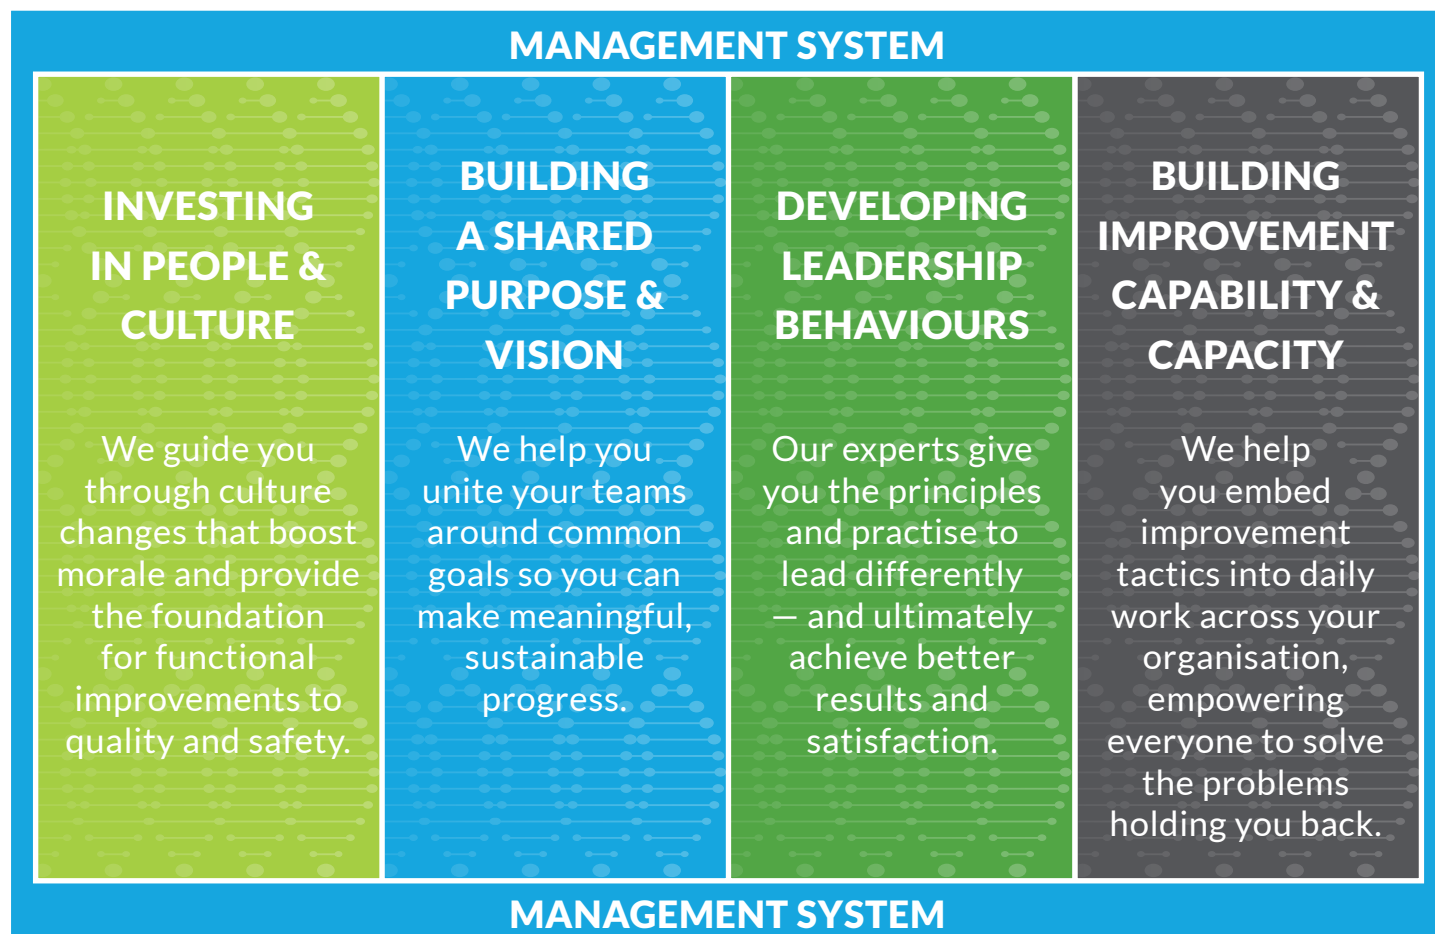 MANAGEMENT SYSTEM
INVESTING
IN PEOPLE &
CULTURE
We guide you
through culture
changes that boost
morale and provide
the foundation
for functional
improvements to
quality and safety.
BUILDING
A SHARED
PURPOSE &
VISION
We help you
unite your teams
around common
goals so you can
make meaningful,
sustainable
progress.
DEVELOPING
LEADERSHIP
BEHAVIOURS
Our experts give
you the principles
and practise to
lead differently
— and ultimately
achieve better
results and
satisfaction.
BUILDING
IMPROVEMENT
CAPABILITY &
CAPACITY
We help
you embed
improvement
tactics into daily
work across your
organisation,
empowering
everyone to solve
the problems
holding you back.
MANAGEMENT SYSTEM